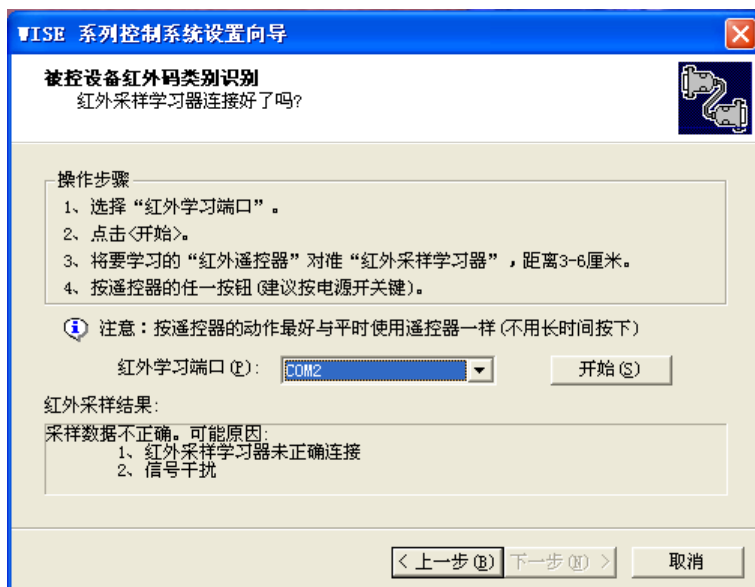 WISE 系列控制系统设置向导
被控设备红外码类别识别
红外采样学习器连接好了吗?
操作步骤
1、选择“红外学习端口”。
2、点击<开始>。
3、将要学习的“红外遥控器”对准“红外采样学习器”,距离3-6厘米。
4、按遥控器的任一按钮(建议按电源开关键)。
注意:按遥控器的动作最好与平时使用遥控器一样(不用长时间按下)
红外学习端口(P): COM2 开始(S)
红外采样结果:
采样数据不正确。可能原因:
1、红外采样学习器未正确连接
2、信号干扰
< 上一步(B) 下一步(N) > 取消